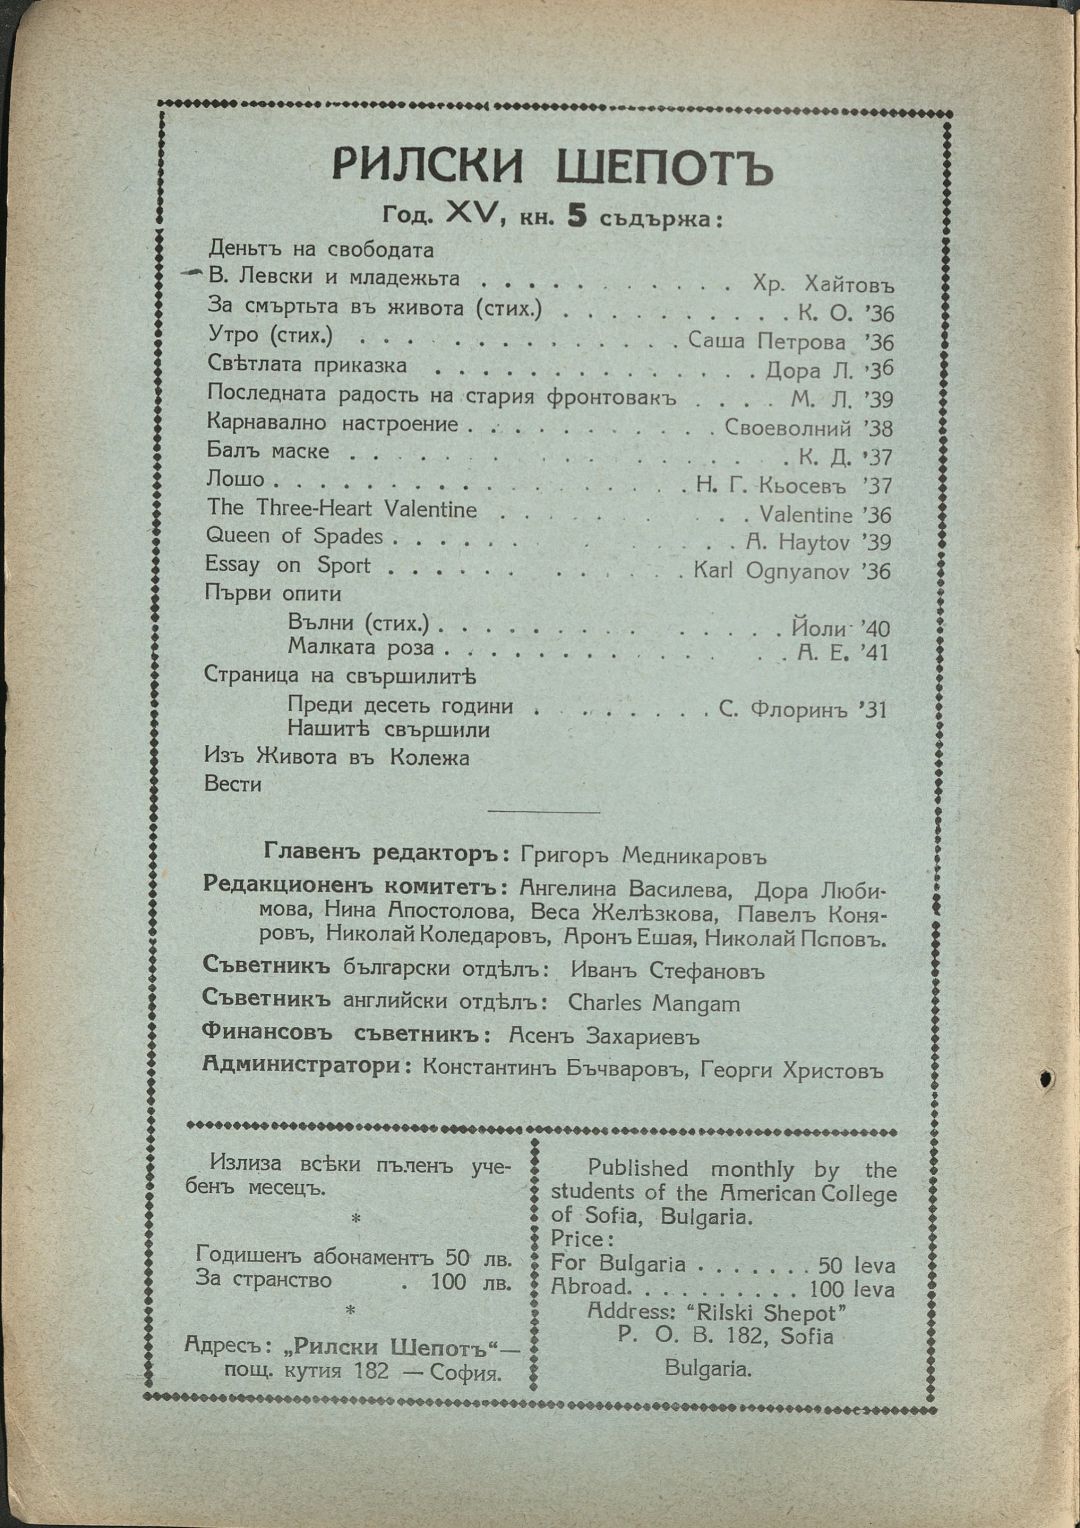 РИЛСКИ ШЕПОТЪ
Год. XV, кн. 5 съдържа:
Деньтъ на свободата
В. Левски и младежьта . . . . . . . . . . . Хр. Хайтовъ
За смъртьта въ живота (стих.) . . . . . . . . . . К. О. '36
Утро (стих.) . . . . . . . . . . . . . . Саша Петрова '36
Свѣтлата приказка . . . . . . . . . . . . . Дора Л. '36
Последната радость на стария фронтовакъ . . . . М. Л. '39
Карнавално настроение . . . . . . . . . . . Своеволний '38
Балъ маске . . . . . . . . . . . . . К. Д. '37
Лошо . . . . . . . . . . . . . . . . . Н. Г. Кьосевъ '37
The Three-Heart Valentine . . . . . . . . Valentine '36
Queen of Spades . . . . . . . . . . . A. Haytov '39
Essay on Sport . . . . . . . . . . . Karl Ognyanov '36
Първи опити
Вълни (стих.) . . . . . . . . . . . . . Йоли '40
Малката роза . . . . . . . . . . . . . . А. Е. '41
Страница на свършилитѣ
Преди десеть години . . . . . . . . С. Флоринъ '31
Нашитѣ свършили
Изъ Живота въ Колежа
Вести
Главенъ редакторъ: Григоръ Медникаровъ
Редакционенъ комитетъ: Ангелина Василева, Дора Люби-
мова, Нина Апостолова, Веса Желѣзкова, Павелъ Коня-
ровъ, Николай Коледаровъ, Аронъ Ешая, Николай Поповъ.
Съветникъ български отдѣлъ: Иванъ Стефановъ
Съветникъ английски отдѣлъ: Charles Mangam
Финансовъ съветникъ: Асенъ Захариевъ
Администратори: Константинъ Бъчваровъ, Георги Христовъ
Излиза всѣки пъленъ уче-
бенъ месецъ.
*
Годишенъ абонаментъ 50 лв.
За странство . 100 лв.
*
Адресъ: „Рилски Шепотъ“—
пощ. кутия 182 — София.
Published monthly by the
students of the American College
of Sofia, Bulgaria.
Price:
For Bulgaria . . . . . . . 50 leva
Abroad. . . . . . . . . . 100 leva
Address: "Rilski Shepot"
P. O. B. 182, Sofia
Bulgaria.